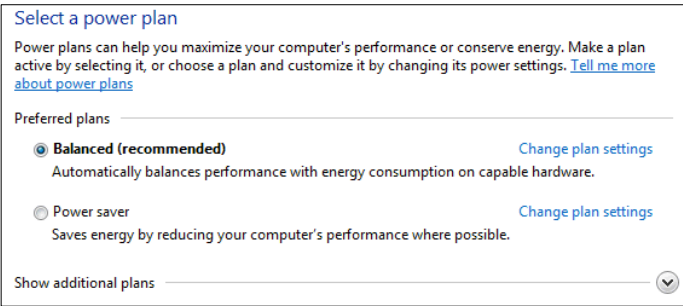 Select a power plan
Power plans can help you maximize your computer's performance or conserve energy. Make a plan
active by selecting it, or choose a plan and customize it by changing its power settings. Tell me more
about power plans
Preferred plans
Balanced (recommended) Change plan settings
Automatically balances performance with energy consumption on capable hardware.
Power saver Change plan settings
Saves energy by reducing your computer's performance where possible.
Show additional plans